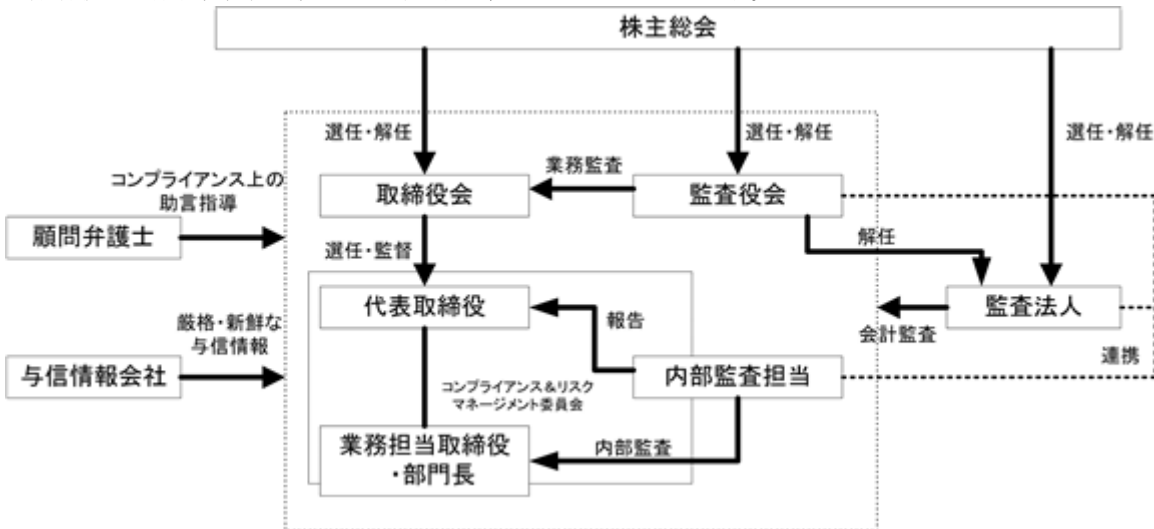 株主総会
選任・解任
選任・解任
選任・解任
コンプライアンス上の
助言指導
業務監査
取締役会
監査役会
顧問弁護士
解任
選任・監督
代表取締役
監査法人
厳格・新鮮な
与信情報
報告
会計監査
連携
与信情報会社
内部監査担当
コンプライアンス&リスク
マネージメント委員会
業務担当取締役
・部門長
内部監査